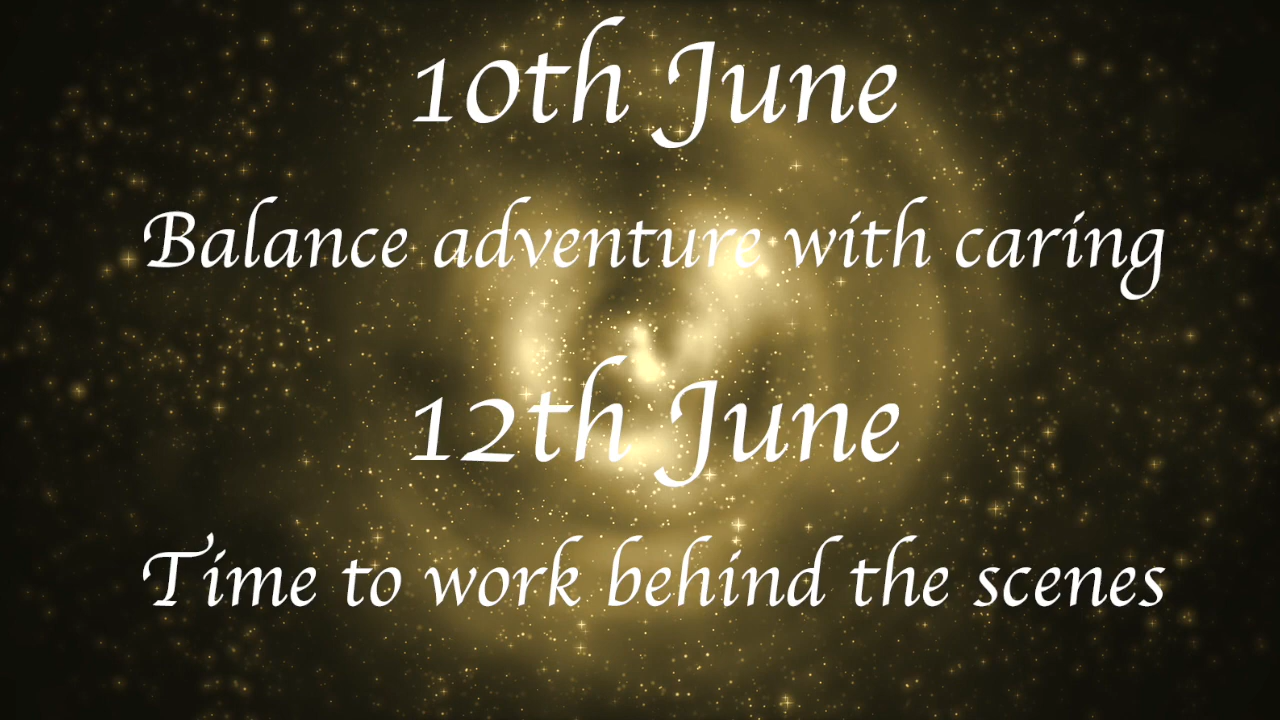 10th June
Balance adventure with caring
12th June
Time to work behind the scenes